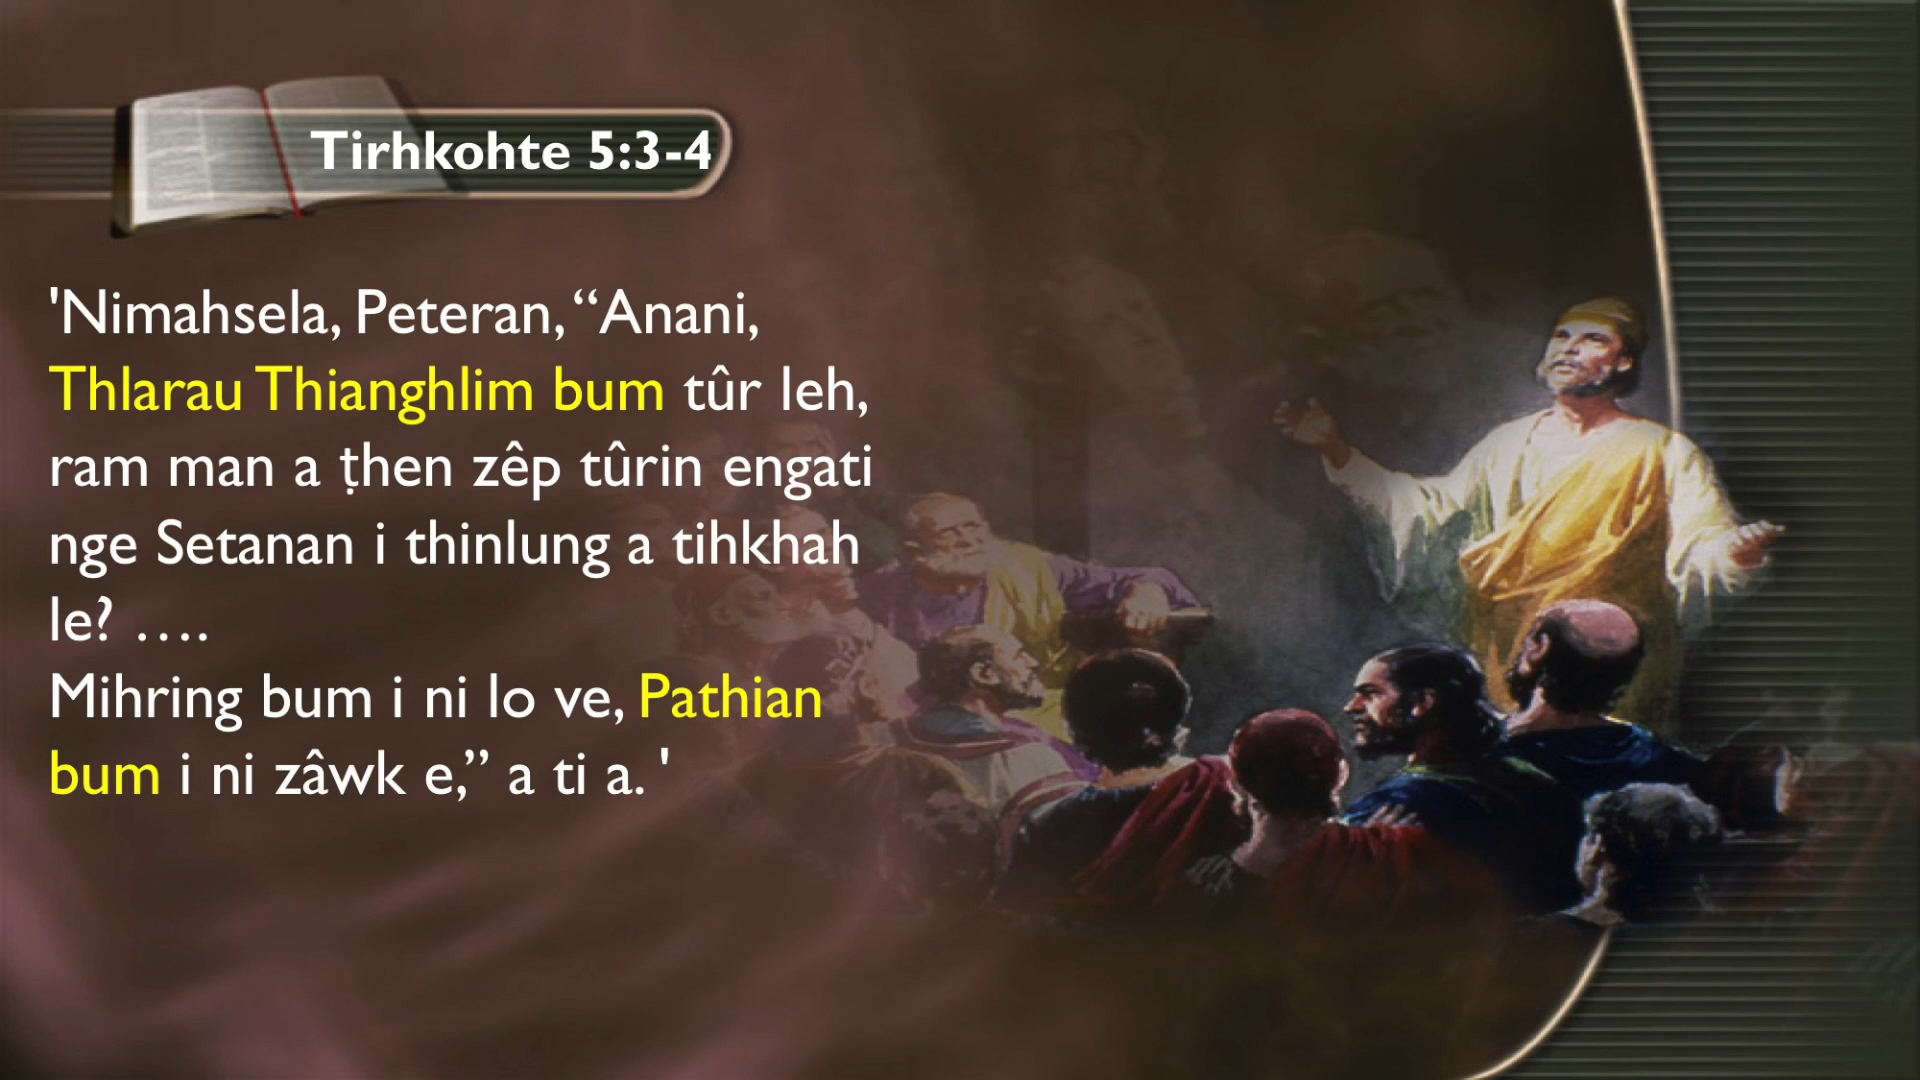 Tirhkohte 5:3-4
'Nimahsela, Peteran, “Anani,
Thlarau Thianghlim bum tûr leh,
ram man a ṭhen zêp tûrin engati
nge Setanan i thinlung a tihkhah
le? ….
Mihring bum i ni lo ve, Pathian
bum i ni zâwk e,” a ti a. '